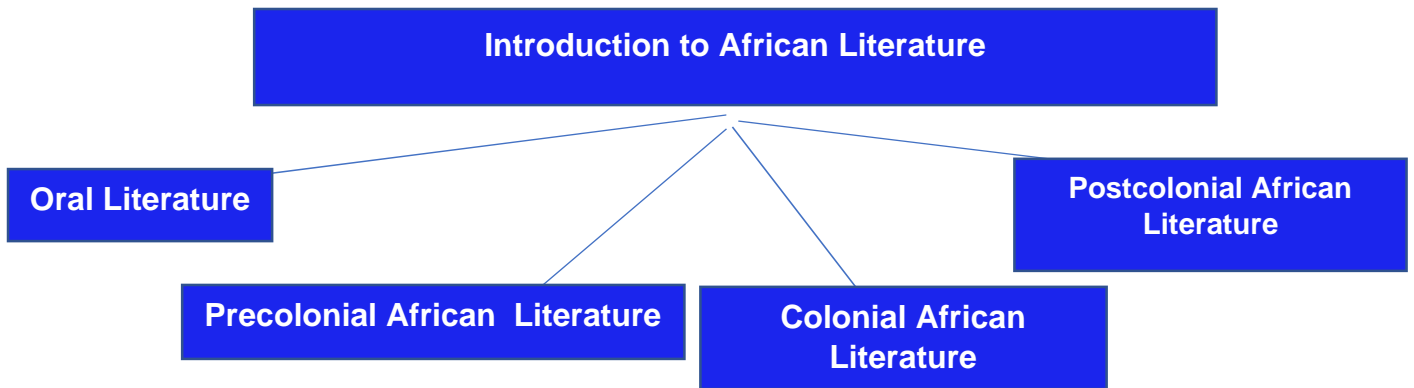 Introduction to African Literature
Oral Literature
Precolonial African  Literature
Colonial African
Literature
Postcolonial African
Literature